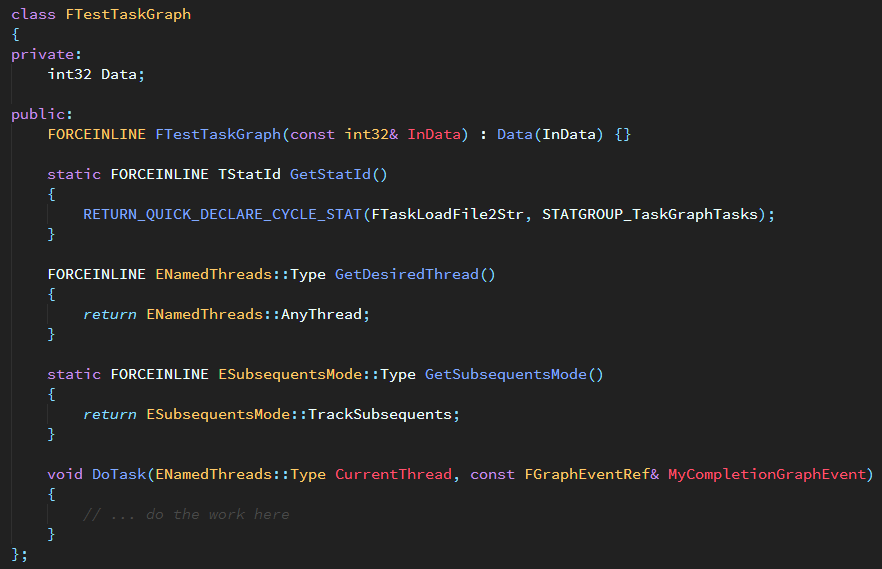 class FTestTaskGraph
{
private:
    int32 Data;

public:
    FORCEINLINE FTestTaskGraph(const int32& InData) : Data(InData) {}

    static FORCEINLINE TStatId GetStatId()
    {
        RETURN_QUICK_DECLARE_CYCLE_STAT(FTaskLoadFile2Str, STATGROUP_TaskGraphTasks);
    }

    FORCEINLINE ENamedThreads::Type GetDesiredThread()
    {
        return ENamedThreads::AnyThread;
    }

    static FORCEINLINE ESubsequentsMode::Type GetSubsequentsMode()
    {
        return ESubsequentsMode::TrackSubsequents;
    }

    void DoTask(ENamedThreads::Type CurrentThread, const FGraphEventRef& MyCompletionGraphEvent)
    {
        // ... do the work here
    }
};